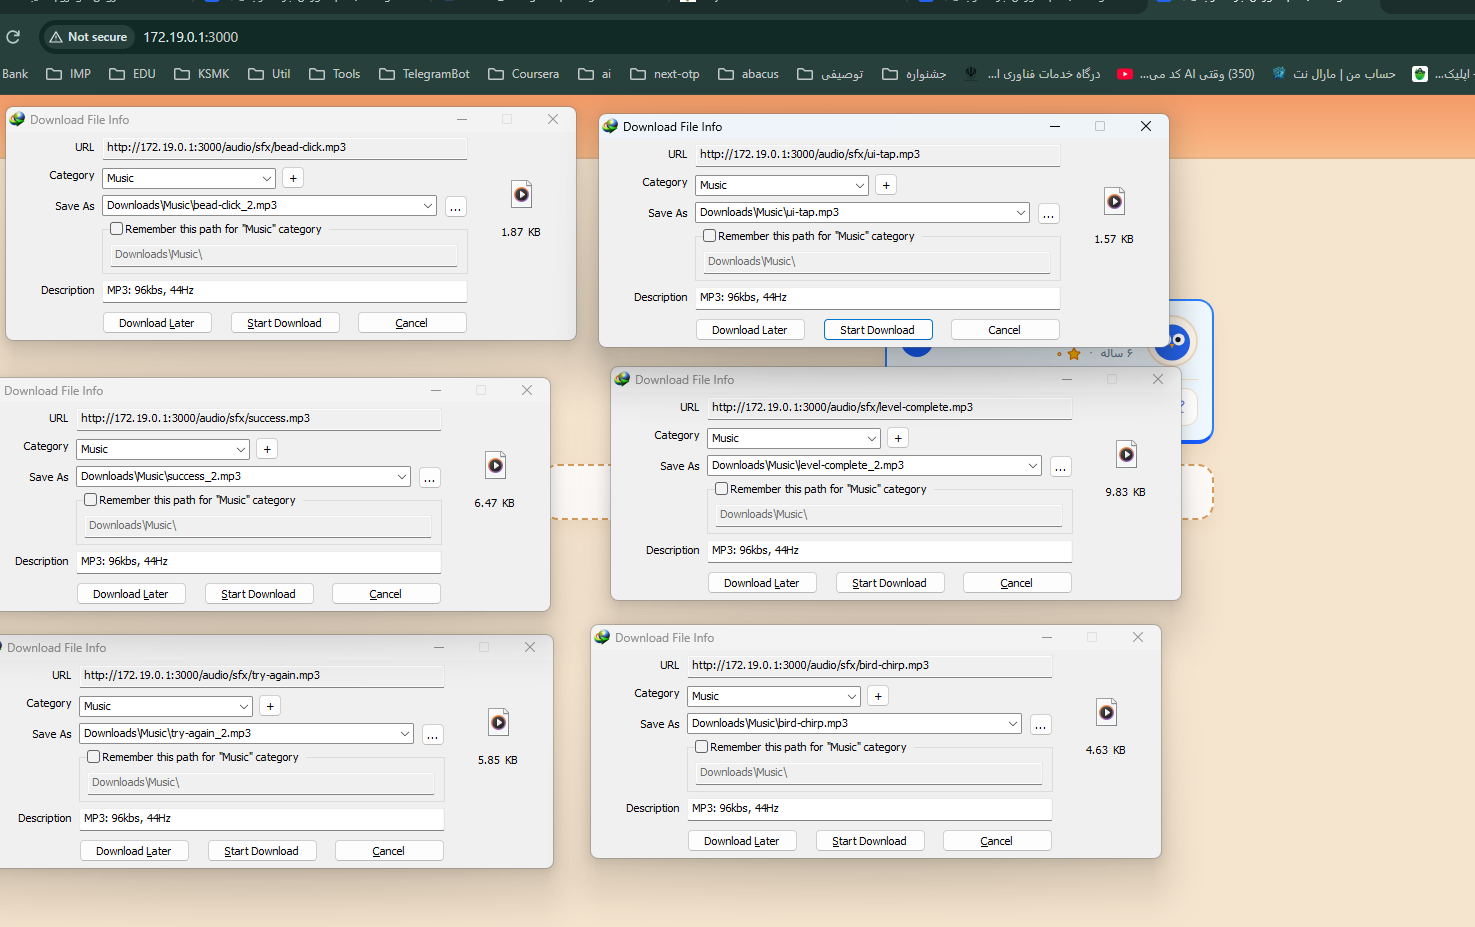 Not secure 172.19.0.1:3000
Bank IMP EDU KSMK Util Tools TelegramBot Coursera ai next-otp abacus توصیفی جشنواره درگاه خدمات فناوری ا... (350) وقتی AI کد می... حساب من | مارال نت اپلیک...
Download File Info
URL http://172.19.0.1:3000/audio/sfx/bead-click.mp3
Category Music +
Save As Downloads\Music\bead-click_2.mp3 ...
Remember this path for "Music" category
1.87 KB
Downloads\Music\
Description MP3: 96kbs, 44Hz
Download Later Start Download Cancel
Download File Info
URL http://172.19.0.1:3000/audio/sfx/ui-tap.mp3
Category Music +
Save As Downloads\Music\ui-tap.mp3 ...
Remember this path for "Music" category
1.57 KB
Downloads\Music\
Description MP3: 96kbs, 44Hz
Download Later Start Download Cancel
۶ ساله
Download File Info
URL http://172.19.0.1:3000/audio/sfx/success.mp3
Category Music +
Save As Downloads\Music\success_2.mp3 ...
Remember this path for "Music" category
6.47 KB
Downloads\Music\
Description MP3: 96kbs, 44Hz
Download Later Start Download Cancel
Download File Info
URL http://172.19.0.1:3000/audio/sfx/level-complete.mp3
Category Music +
Save As Downloads\Music\level-complete_2.mp3 ...
Remember this path for "Music" category
9.83 KB
Downloads\Music\
Description MP3: 96kbs, 44Hz
Download Later Start Download Cancel
Download File Info
URL http://172.19.0.1:3000/audio/sfx/try-again.mp3
Category Music +
Save As Downloads\Music\try-again_2.mp3 ...
Remember this path for "Music" category
5.85 KB
Downloads\Music\
Description MP3: 96kbs, 44Hz
Download Later Start Download Cancel
Download File Info
URL http://172.19.0.1:3000/audio/sfx/bird-chirp.mp3
Category Music +
Save As Downloads\Music\bird-chirp.mp3 ...
Remember this path for "Music" category
4.63 KB
Downloads\Music\
Description MP3: 96kbs, 44Hz
Download Later Start Download Cancel